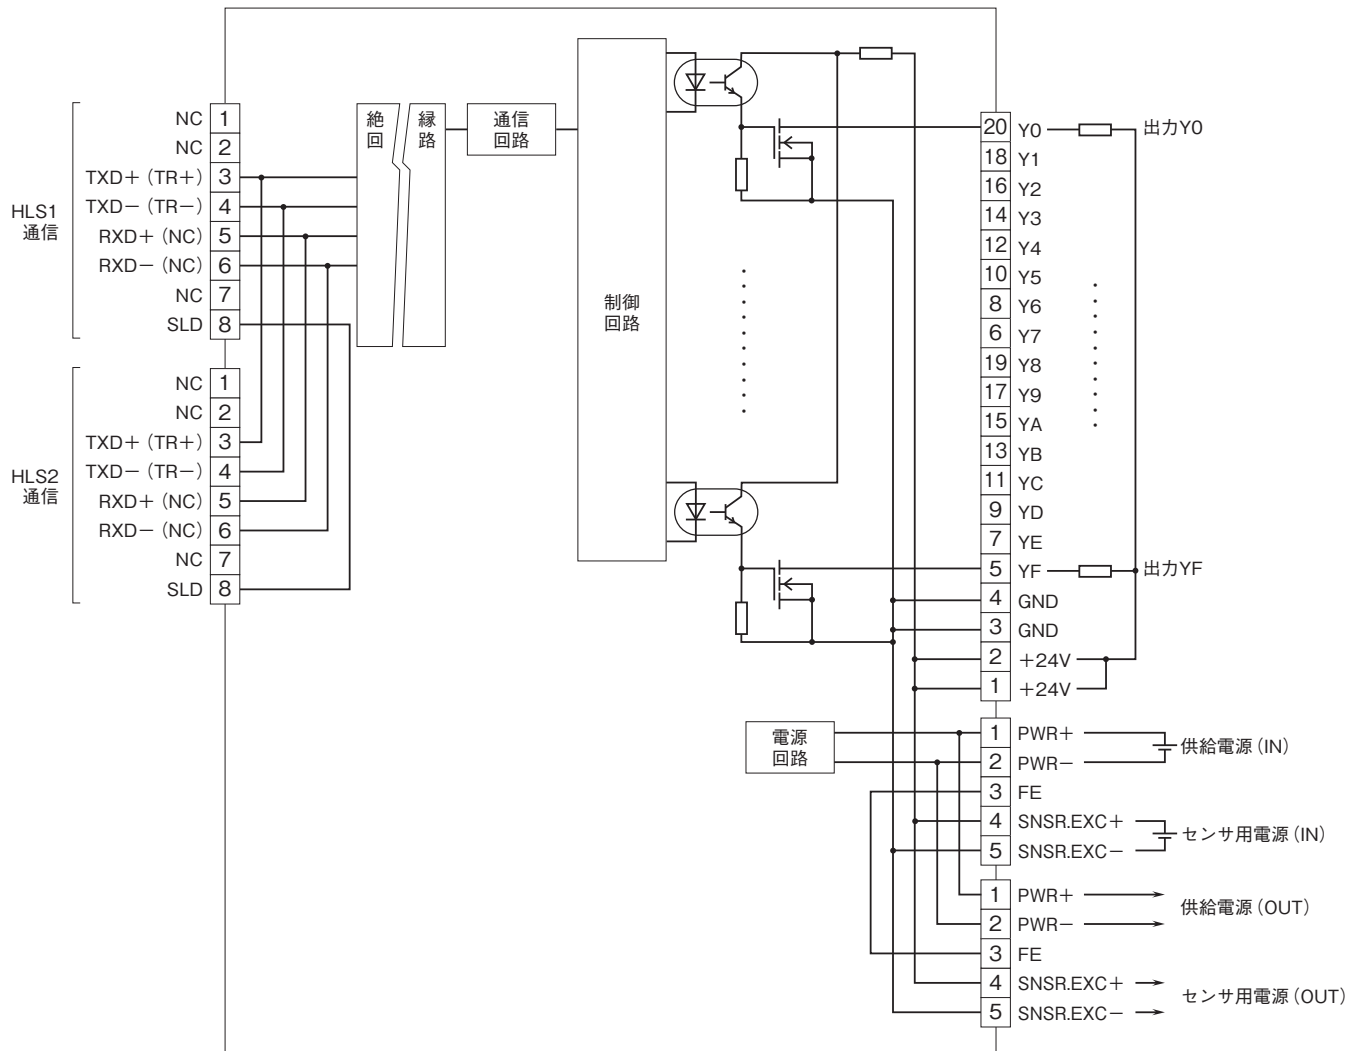 HLS1
通信
NC 1
NC 2
TXD＋（TR＋） 3
TXD－（TR－） 4
RXD＋（NC） 5
RXD－（NC） 6
NC 7
SLD 8
HLS2
通信
NC 1
NC 2
TXD＋（TR＋） 3
TXD－（TR－） 4
RXD＋（NC） 5
RXD－（NC） 6
NC 7
SLD 8
絶縁
回路
通信
回路
制御
回路
電源
回路
20 Y0 出力Y0
18 Y1
16 Y2
14 Y3
12 Y4
10 Y5
8 Y6
6 Y7
19 Y8
17 Y9
15 YA
13 YB
11 YC
9 YD
7 YE
5 YF 出力YF
4 GND
3 GND
2 ＋24V
1 ＋24V
1 PWR＋
2 PWR－
供給電源（IN）
3 FE
4 SNSR.EXC＋
5 SNSR.EXC－
センサ用電源（IN）
1 PWR＋
2 PWR－
供給電源（OUT）
3 FE
4 SNSR.EXC＋
5 SNSR.EXC－
センサ用電源（OUT）